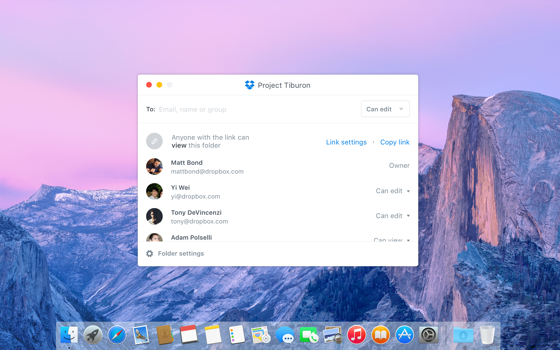 Project Tiburon
To: Email, name or group
Can edit
Anyone with the link can
view this folder
Link settings · Copy link
Matt Bond
mattbond@dropbox.com
Owner
Yi Wei
yi@dropbox.com
Can edit
Tony DeVincenzi
tony@dropbox.com
Can edit
Adam Polselli
Can view
Folder settings